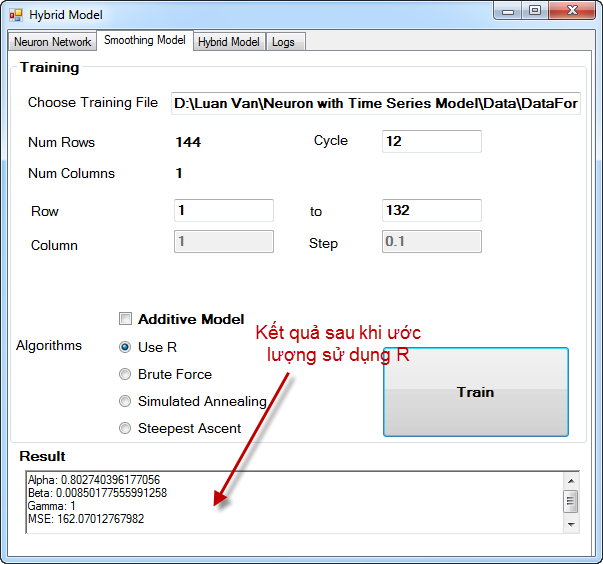 Hybrid Model
Neuron Network Smoothing Model Hybrid Model Logs
Training
Choose Training File D:\Luan Van\Neuron with Time Series Model\Data\DataFor
Num Rows 144 Cycle 12
Num Columns 1
Row 1 to 132
Column 1 Step 0.1
Additive Model
Kết quả sau khi ước
lượng sử dụng R
Algorithms
Use R
Brute Force
Simulated Annealing
Steepest Ascent
Train
Result
Alpha: 0.802740396177056
Beta: 0.00850177555991258
Gamma: 1
MSE: 162.07012767982